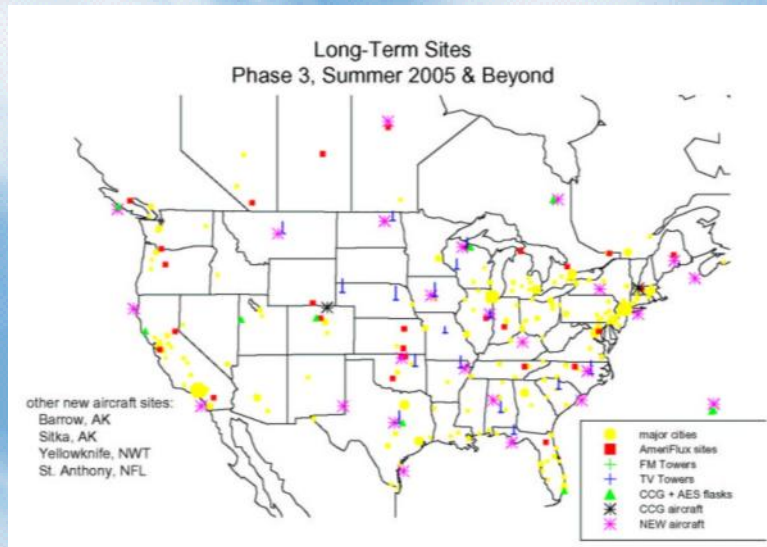 Long-Term Sites
Phase 3, Summer 2005 & Beyond
other new aircraft sites:
Barrow, AK
Sitka, AK
Yellowknife, NWT
St. Anthony, NFL
major cities
AmeriFlux sites
FM Towers
TV Towers
CCG + AES flasks
CCG aircraft
NEW aircraft